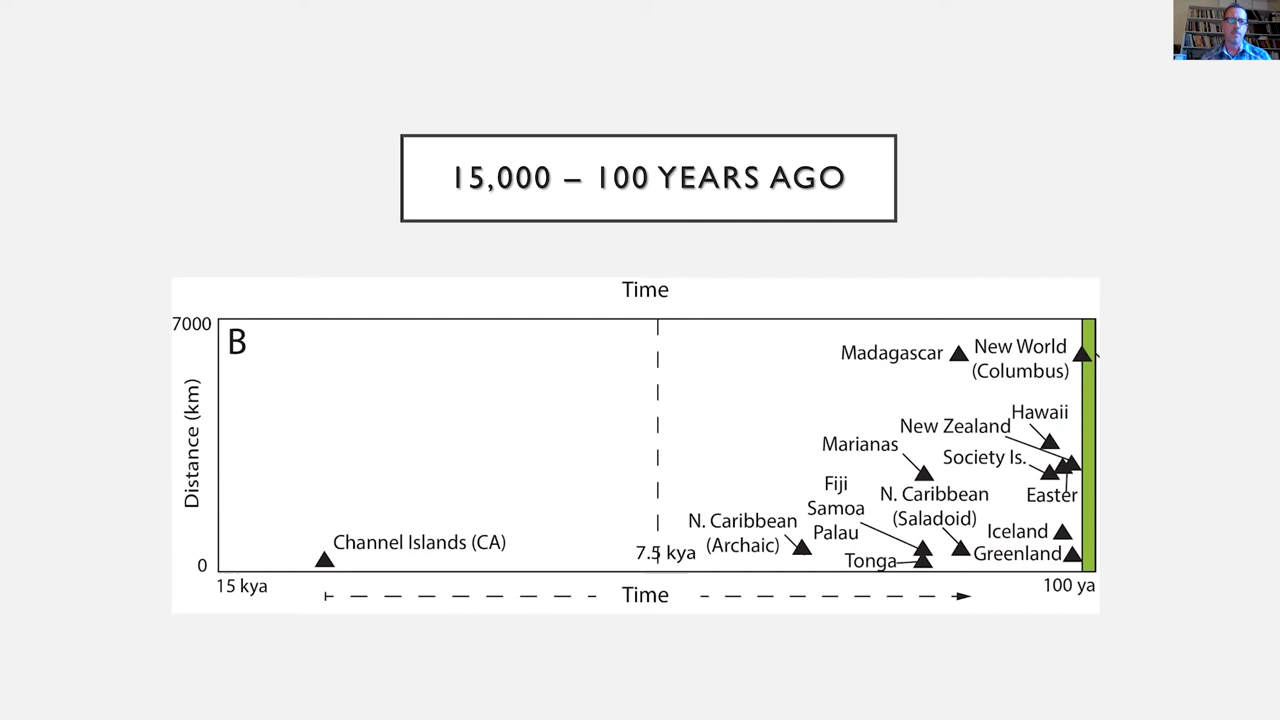 15,000 – 100 YEARS AGO
Time
7000
B
Distance (km)
0
Madagascar
New World
(Columbus)
Hawaii
New Zealand
Marianas
Society Is.
Fiji
Samoa
Palau
N. Caribbean
(Saladoid)
Easter
N. Caribbean
(Archaic)
Iceland
Channel Islands (CA)
7.5 kya
Tonga
Greenland
15 kya
Time
100 ya